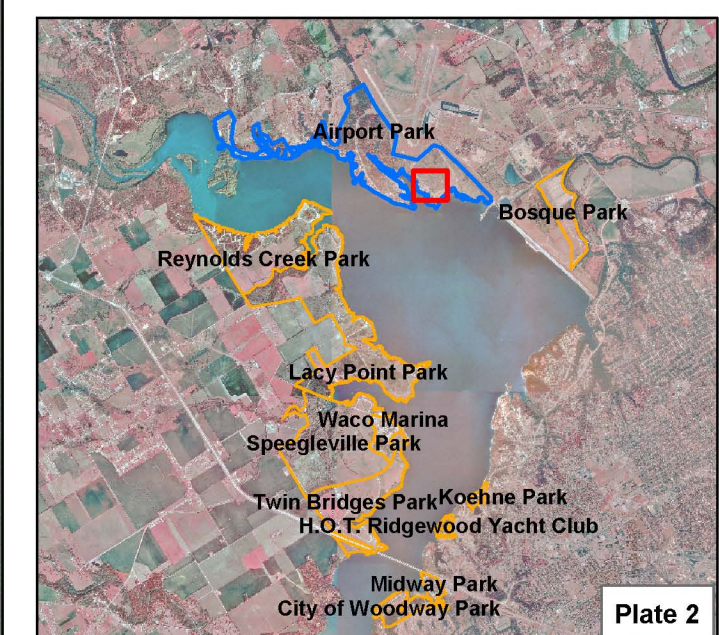 Airport Park
Bosque Park
Reynolds Creek Park
Lacy Point Park
Waco Marina
Speegleville Park
Twin Bridges Park
Koehne Park
H.O.T. Ridgewood Yacht Club
Midway Park
City of Woodway Park
Plate 2